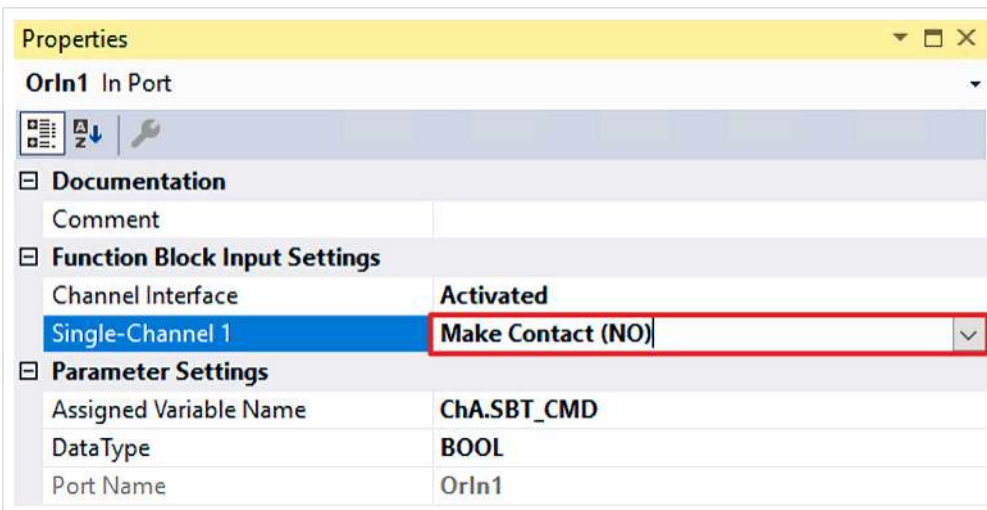 Properties
OrIn1 In Port
Documentation
Comment
Function Block Input Settings
Channel Interface Activated
Single-Channel 1 Make Contact (NO)
Parameter Settings
Assigned Variable Name ChA.SBT_CMD
DataType BOOL
Port Name OrIn1